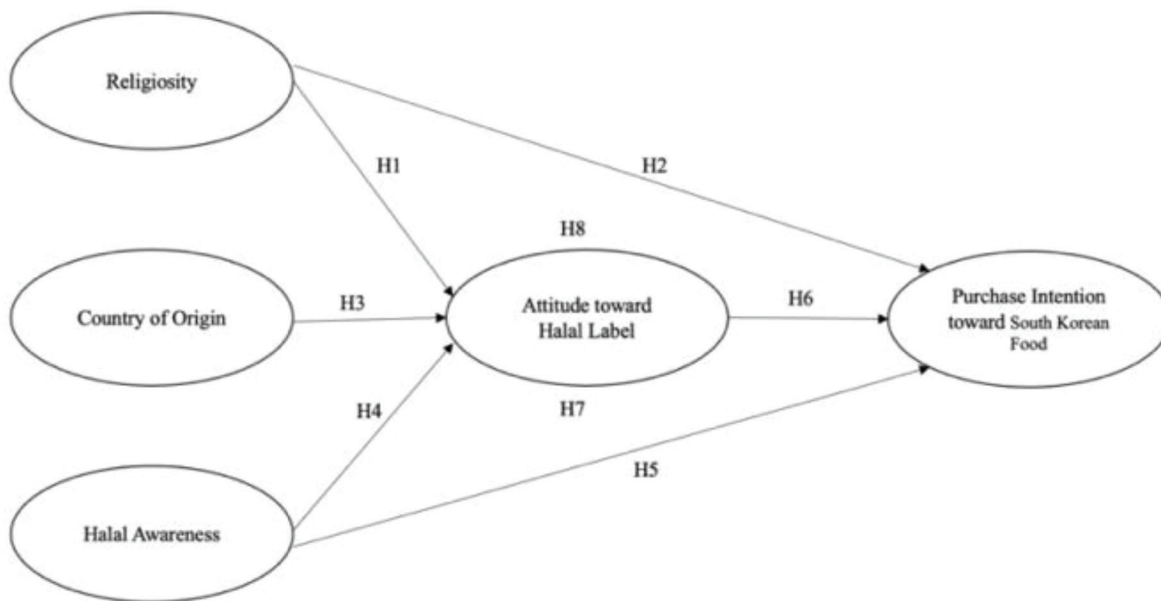 Religiosity
H1
H2
H8
Country of Origin
H3
Attitude toward
Halal Label
H6
Purchase Intention
toward South Korean
Food
H4
H7
H5
Halal Awareness